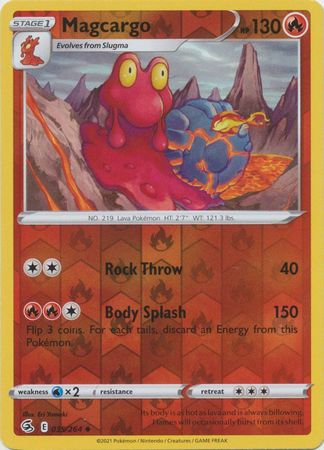 STAGE 1 Magcargo HP 130
Evolves from Slugma
NO. 219 Lava Pokémon HT: 2'7" WT: 121.3 lbs.
Rock Throw 40
Body Splash 150
Flip 3 coins. For each tails, discard an Energy from this
Pokémon.
weakness ×2 resistance retreat
Illus. Eri Yamaki
E 035/264
Its body is as hot as lava and is always billowing.
Flames will occasionally burst from its shell.
©2021 Pokémon / Nintendo / Creatures / GAME FREAK